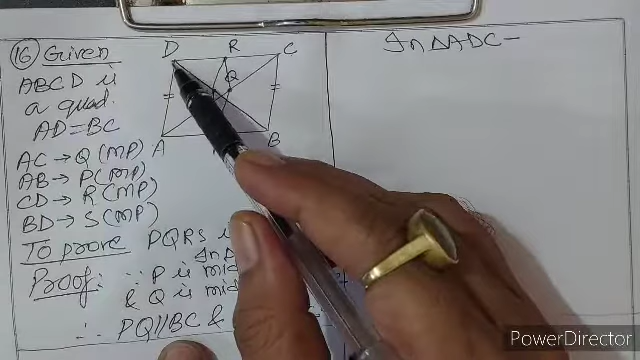 (16) Given
ABCD is
a quad.
AD=BC
AC → Q (MP)
AB → P(MP)
CD → R(MP)
BD → S(MP)
To prove PQRS
In
Proof: ∵ P is mid
& Q is mid
∴ PQ||BC &
D R C
Q
A B
In △ADC -
PowerDirector